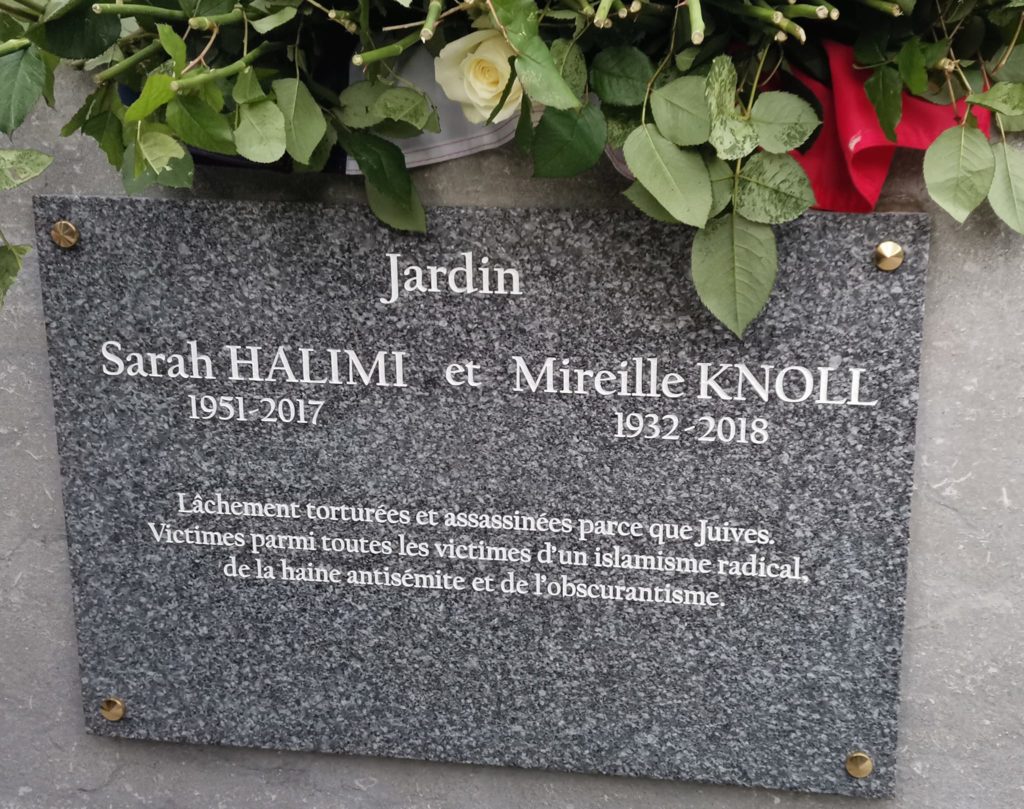 Jardin
Sarah HALIMI et Mireille KNOLL
1951-2017 1932-2018
Lâchement torturées et assassinées parce que Juives.
Victimes parmi toutes les victimes d'un islamisme radical,
de la haine antisémite et de l'obscurantisme.